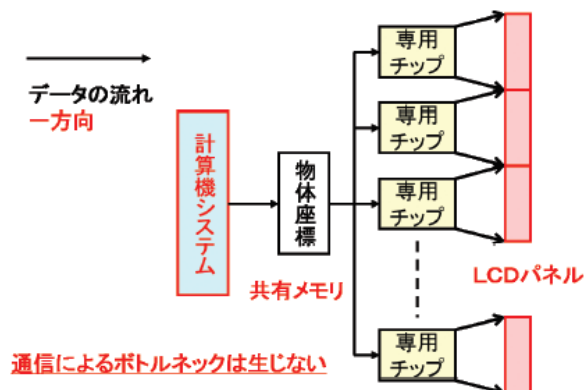 データの流れ
一方向
計算機システム
物体座標
共有メモリ
専用
チップ
専用
チップ
専用
チップ
専用
チップ
LCDパネル
通信によるボトルネックは生じない